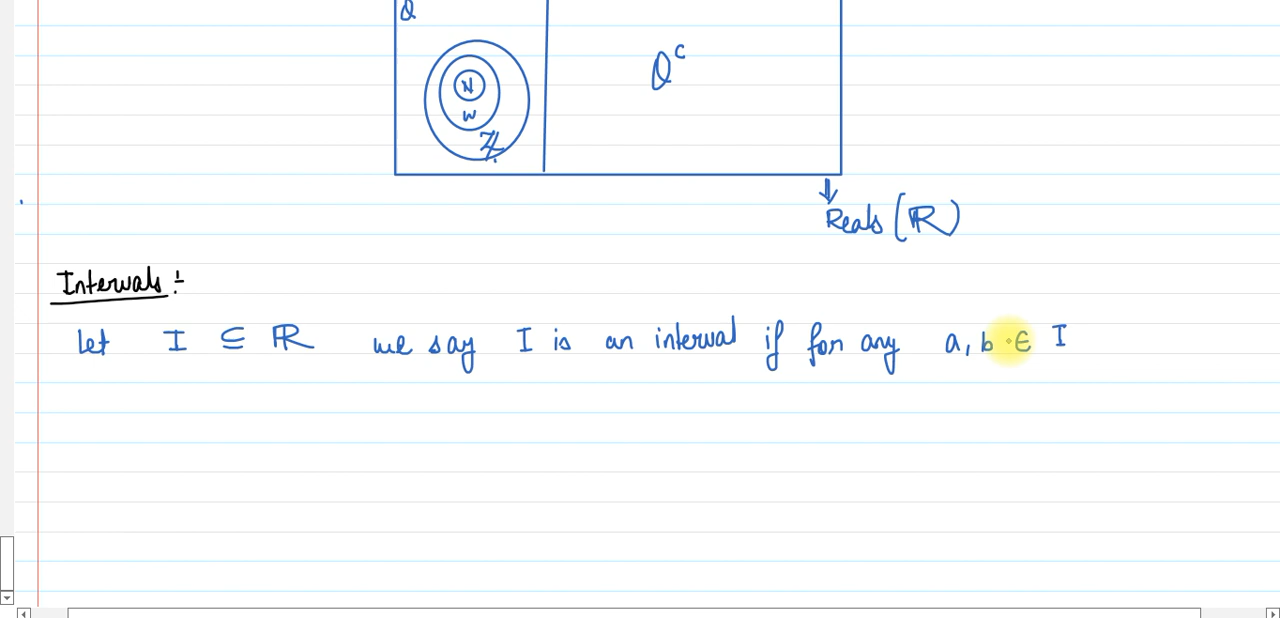 Q
Q^c
N
W
ℤ
Reals (ℝ)
Intervals :-
Let I ⊆ ℝ we say I is an interval if for any a, b ∈ I